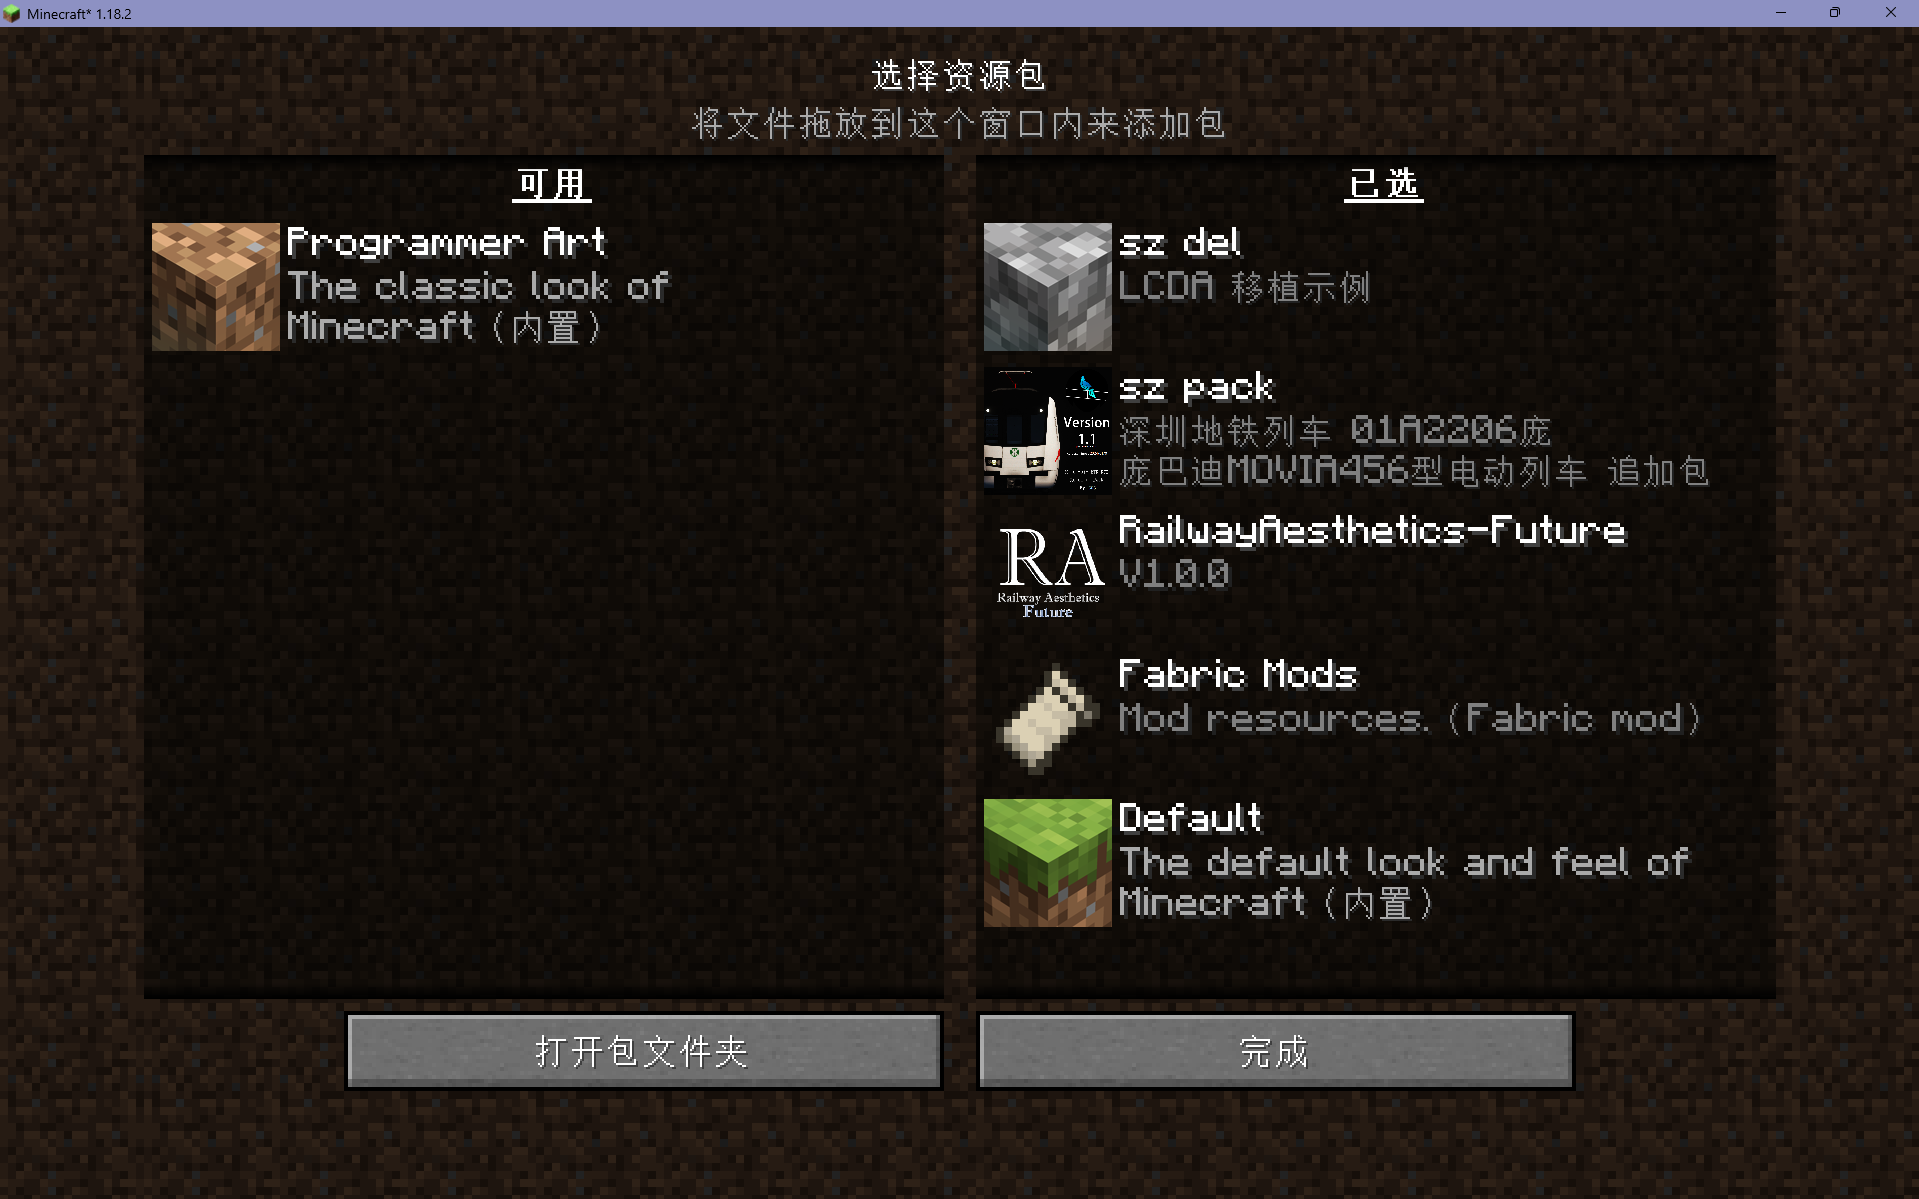 Minecraft* 1.18.2
选择资源包
将文件拖放到这个窗口内来添加包
可用
Programmer Art
The classic look of
Minecraft（内置）
已选
sz del
LCDA 移植示例
Version
1.1
sz pack
深圳地铁列车 01A2206庞
庞巴迪MOVIA456型电动列车 追加包
RA
Railway Aesthetics
Future
RailwayAesthetics-Future
V1.0.0
Fabric Mods
Mod resources.（Fabric mod）
Default
The default look and feel of
Minecraft（内置）
打开包文件夹
完成